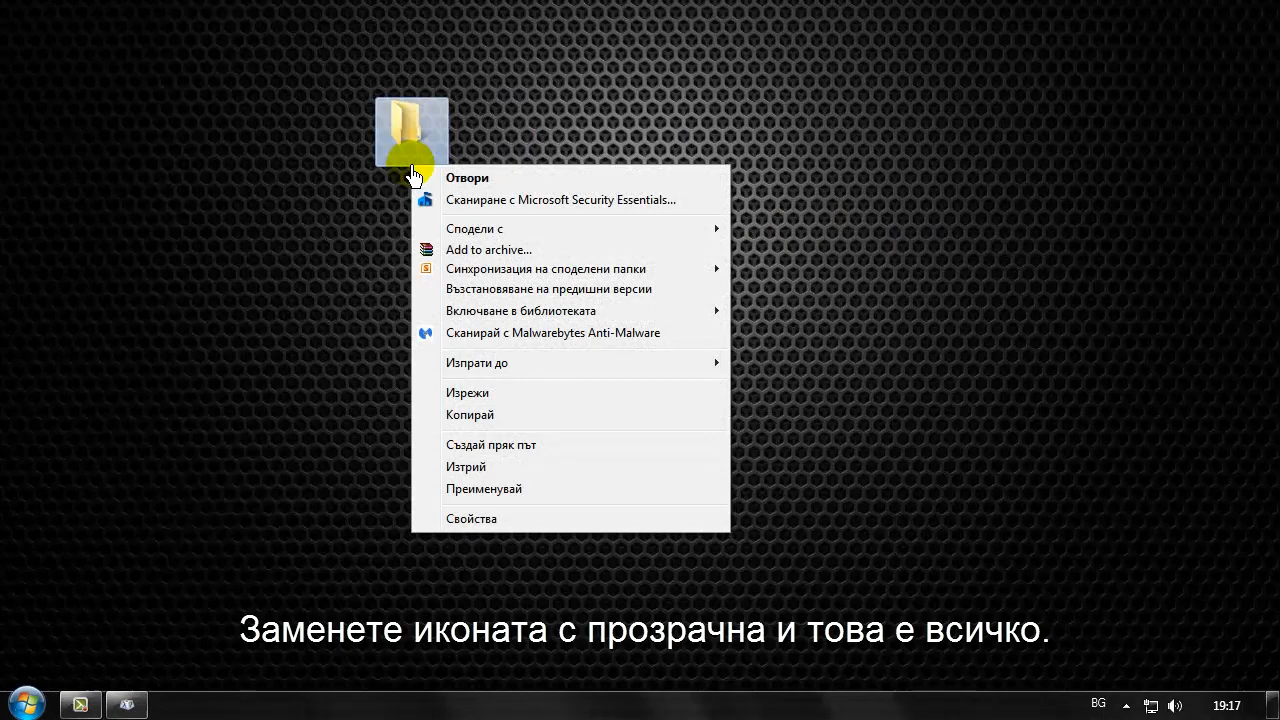 Отвори
Сканиране с Microsoft Security Essentials...
Сподели с
Add to archive...
Синхронизация на споделени папки
Възстановяване на предишни версии
Включване в библиотеката
Сканирай с Malwarebytes Anti-Malware
Изпрати до
Изрежи
Копирай
Създай пряк път
Изтрий
Преименувай
Свойства
Заменете иконата с прозрачна и това е всичко.
BG
19:17